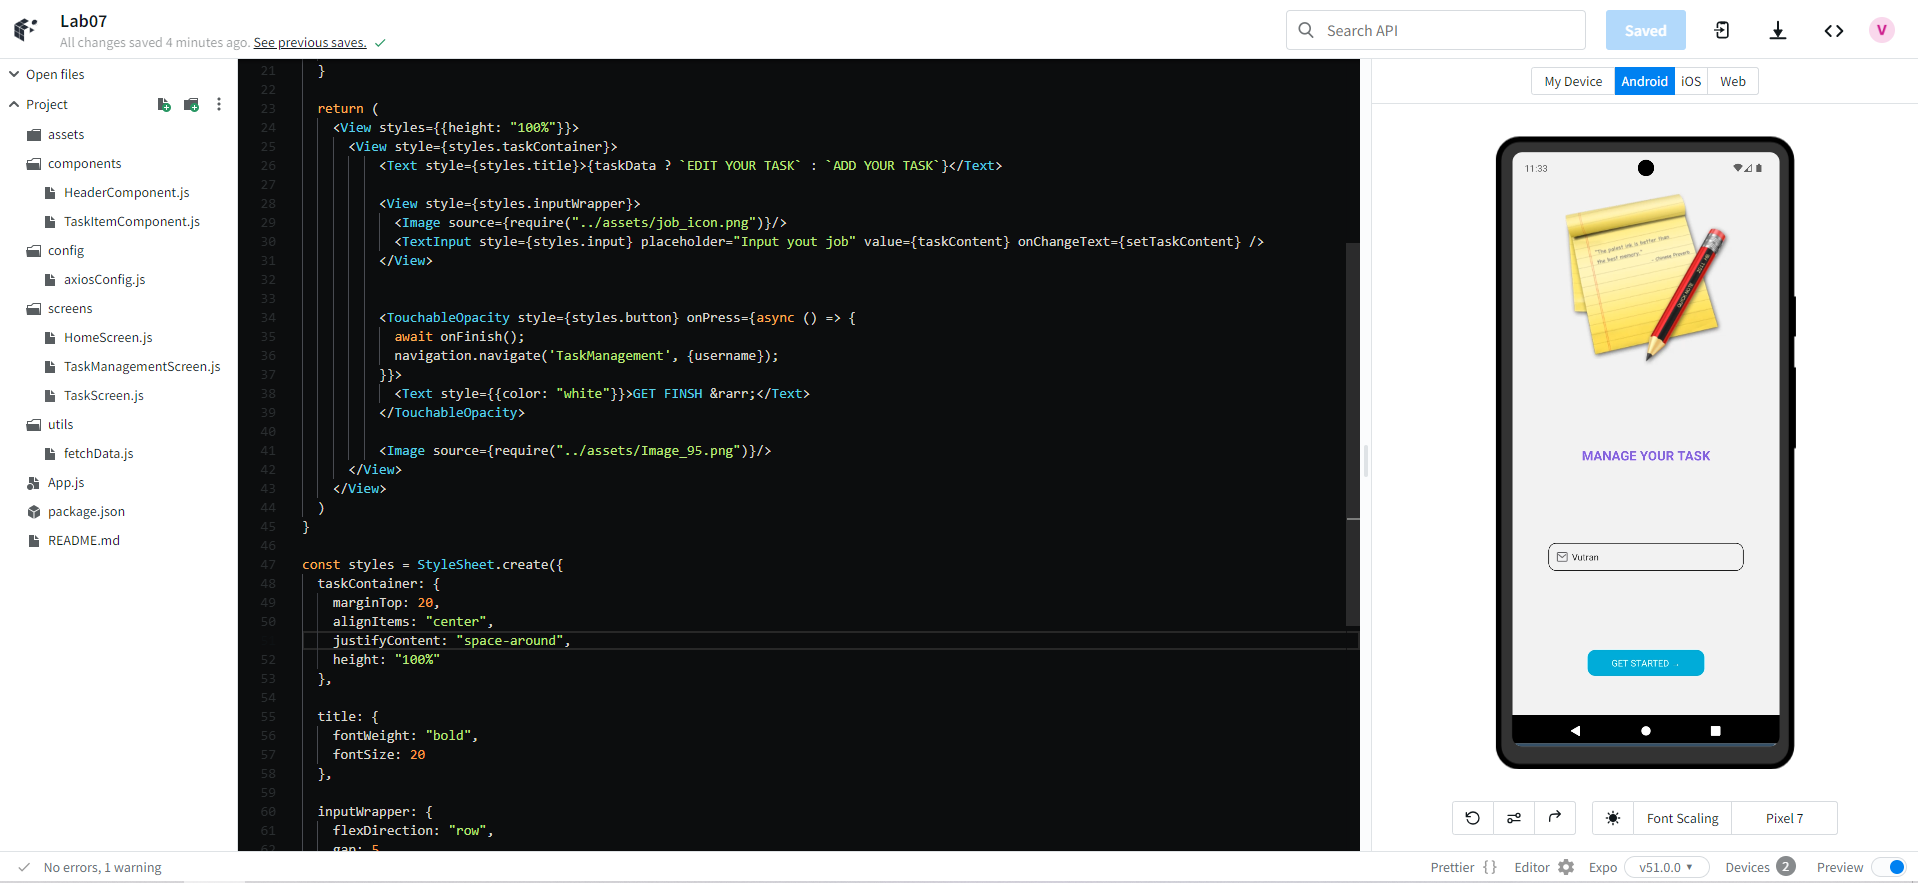 Lab07
All changes saved 4 minutes ago. See previous saves.
Search API
Saved
V
Open files
Project
assets
components
HeaderComponent.js
TaskItemComponent.js
config
axiosConfig.js
screens
HomeScreen.js
TaskManagementScreen.js
TaskScreen.js
utils
fetchData.js
App.js
package.json
README.md
21 }
22
23 return (
24 <View styles={{height: "100%"}}>
25 <View style={styles.taskContainer}>
26 <Text style={styles.title}>{taskData ? `EDIT YOUR TASK` : `ADD YOUR TASK`}</Text>
27
28 <View style={styles.inputWrapper}>
29 <Image source={require("../assets/job_icon.png")}/>
30 <TextInput style={styles.input} placeholder="Input yout job" value={taskContent} onChangeText={setTaskContent} />
31 </View>
32
33
34 <TouchableOpacity style={styles.button} onPress={async () => {
35 await onFinish();
36 navigation.navigate('TaskManagement', {username});
37 }}>
38 <Text style={{color: "white"}}>GET FINSH &rarr;</Text>
39 </TouchableOpacity>
40
41 <Image source={require("../assets/Image_95.png")}/>
42 </View>
43 </View>
44 )
45 }
46
47 const styles = StyleSheet.create({
48 taskContainer: {
49 marginTop: 20,
50 alignItems: "center",
justifyContent: "space-around",
52 height: "100%"
53 },
54
55 title: {
56 fontWeight: "bold",
57 fontSize: 20
58 },
59
60 inputWrapper: {
61 flexDirection: "row",
62 gap: 5
My Device
Android
iOS
Web
11:33
"The palest ink is better than
the best memory."
- Chinese Proverb
MANAGE YOUR TASK
Vutran
GET STARTED
Font Scaling
Pixel 7
No errors, 1 warning
Prettier {}
Editor
Expo
v51.0.0
Devices 2
Preview